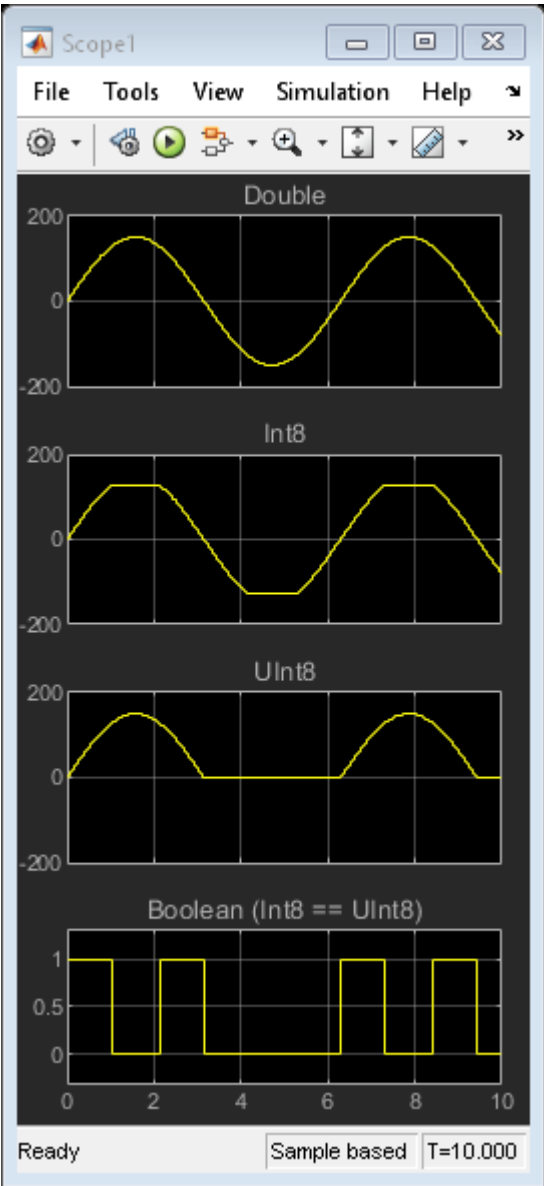 Scope1
File Tools View Simulation Help
Double
200
0
-200
Int8
200
0
-200
UInt8
200
0
-200
Boolean (Int8 == UInt8)
1
0.5
0
0 2 4 6 8 10
Ready Sample based T=10.000